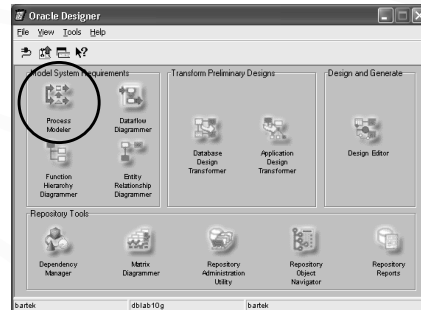 Oracle Designer
File View Tools Help
Model System Requirements
Transform Preliminary Designs
Design and Generate
Process
Modeler
Dataflow
Diagrammer
Database
Design
Transformer
Application
Design
Transformer
Design Editor
Function
Hierarchy
Diagrammer
Entity
Relationship
Diagrammer
Repository Tools
Dependency
Manager
Matrix
Diagrammer
Repository
Administration
Utility
Repository
Object
Navigator
Repository
Reports
bartek dblab10g bartek